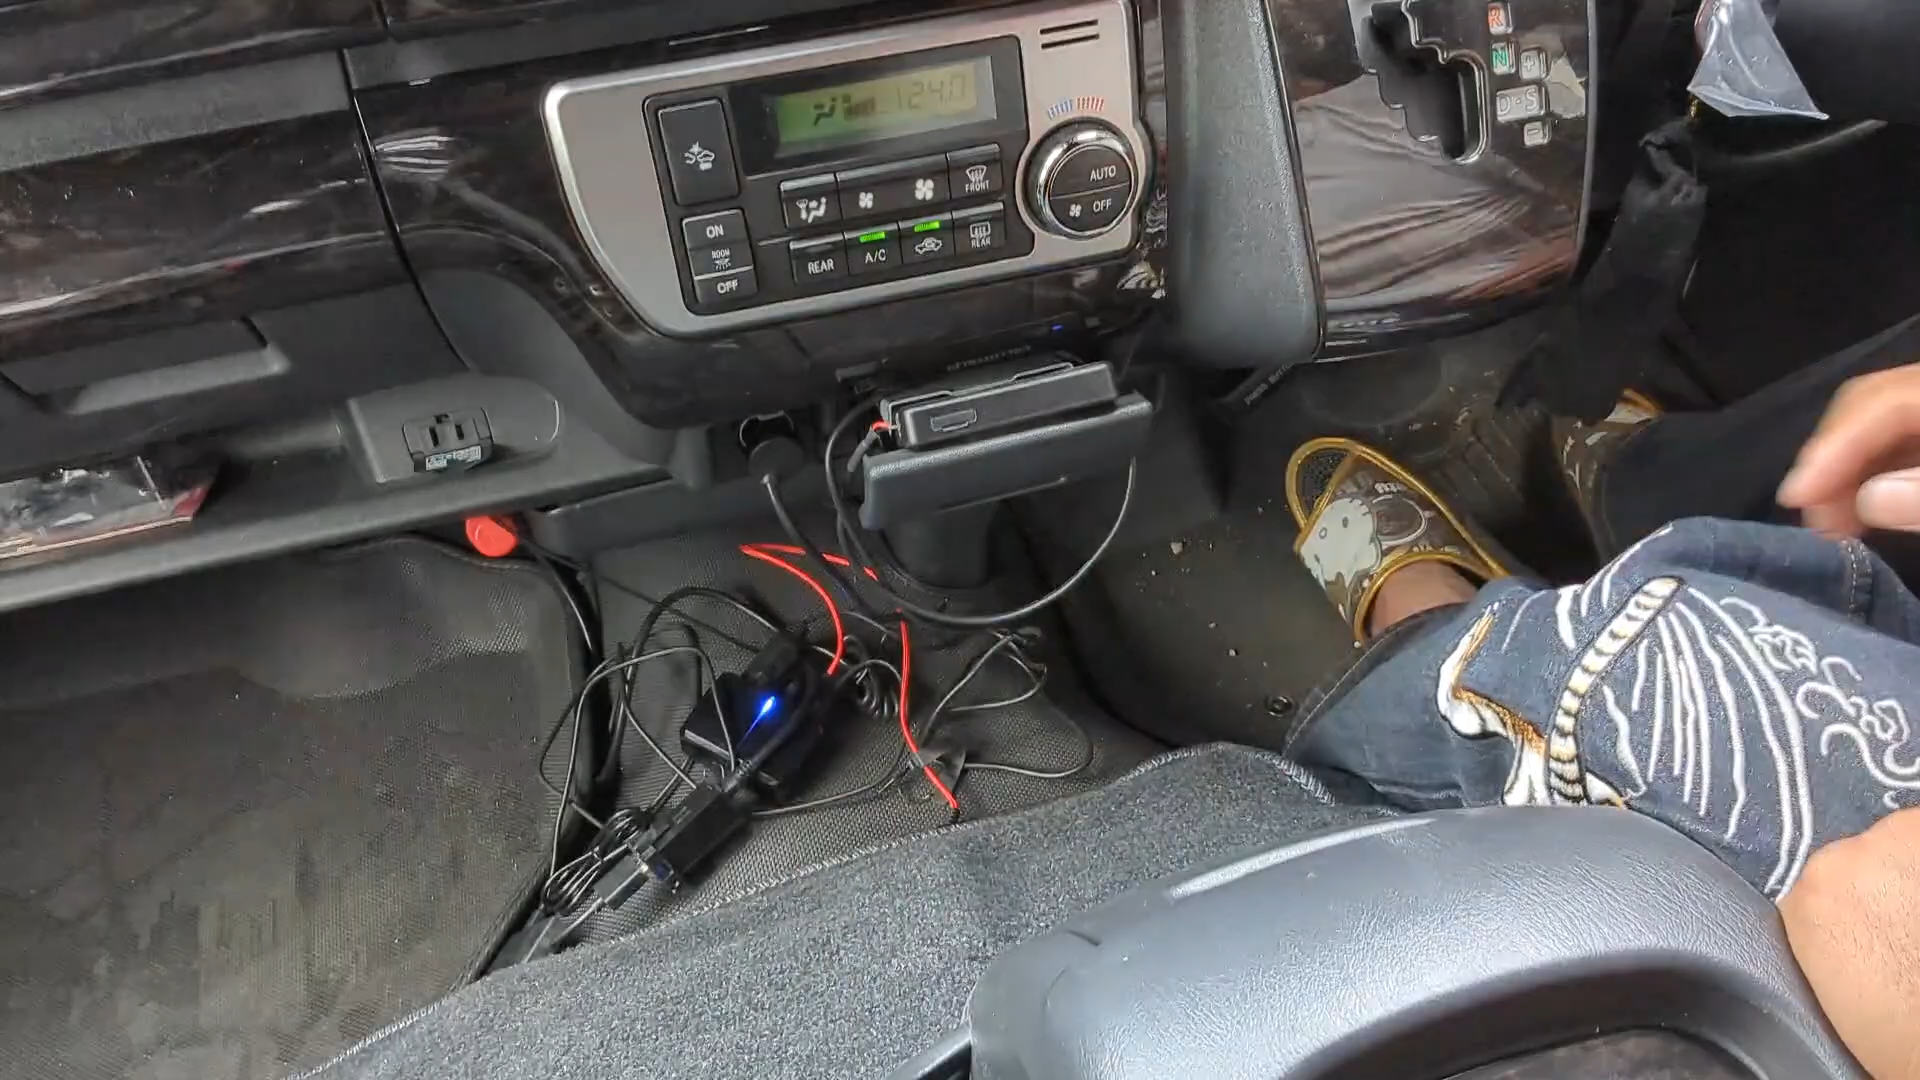 24.0
R
N
+
D·S
-
FRONT
AUTO
OFF
ON
ROOM
OFF
REAR
A/C
REAR